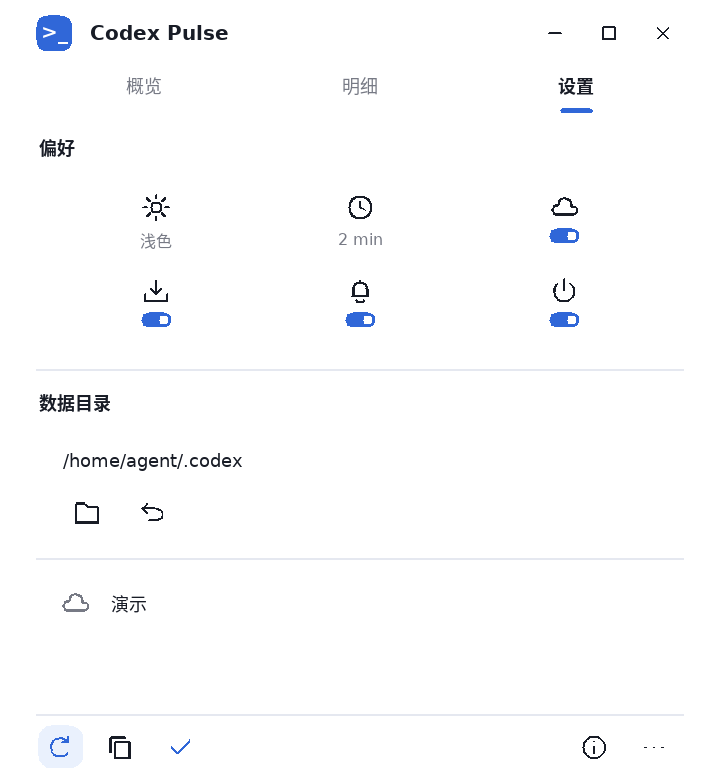 >_ Codex Pulse
概览 明细 设置
偏好
浅色 2 min
数据目录
/home/agent/.codex
演示